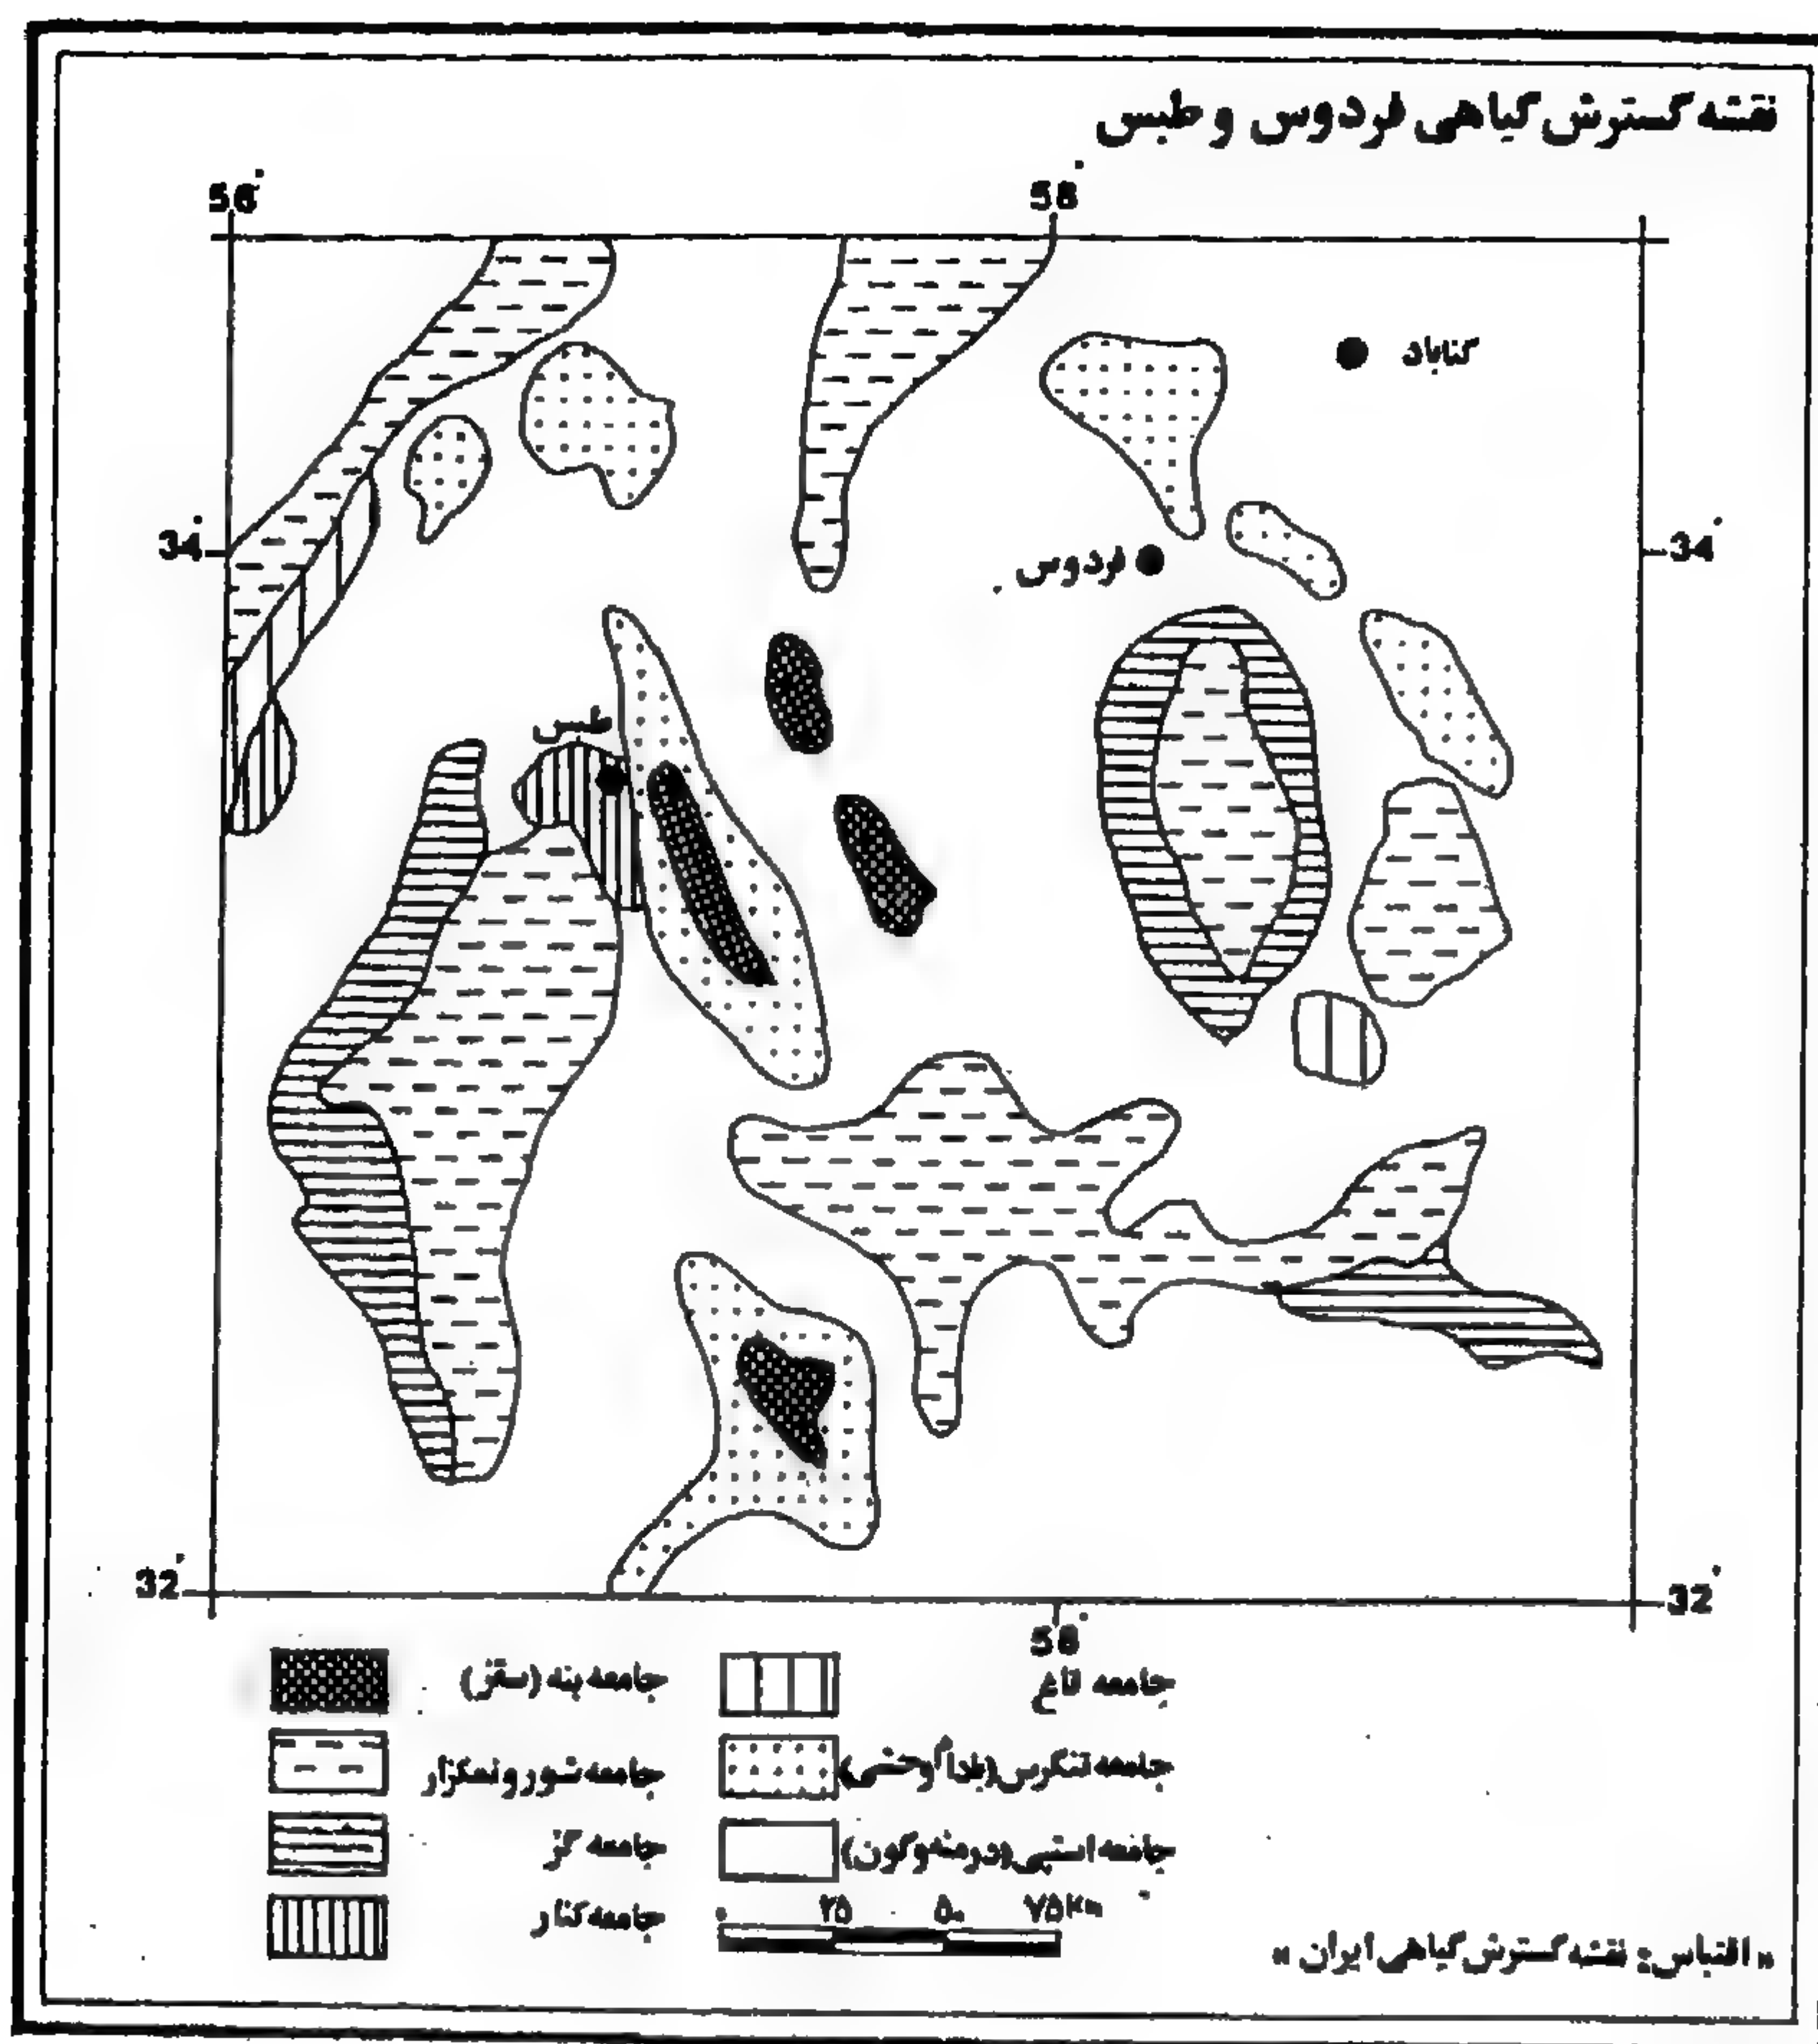 نقشه گسترش گیاهی فردوس و طبس
56° 58°
گناباد
34° 34°
فردوس
طبس
32° 32°
58°
جامعه تاغ
جامعه بنه (سقز)
جامعه تنگرس (بادام وحشی)
جامعه شور و نمکزار
جامعه استپی (درمنه و گون)
جامعه گز
جامعه کنار
۰ ۲۵ ۵۰ ۷۵Km
« اقتباس: نقشه گسترش گیاهی ایران »